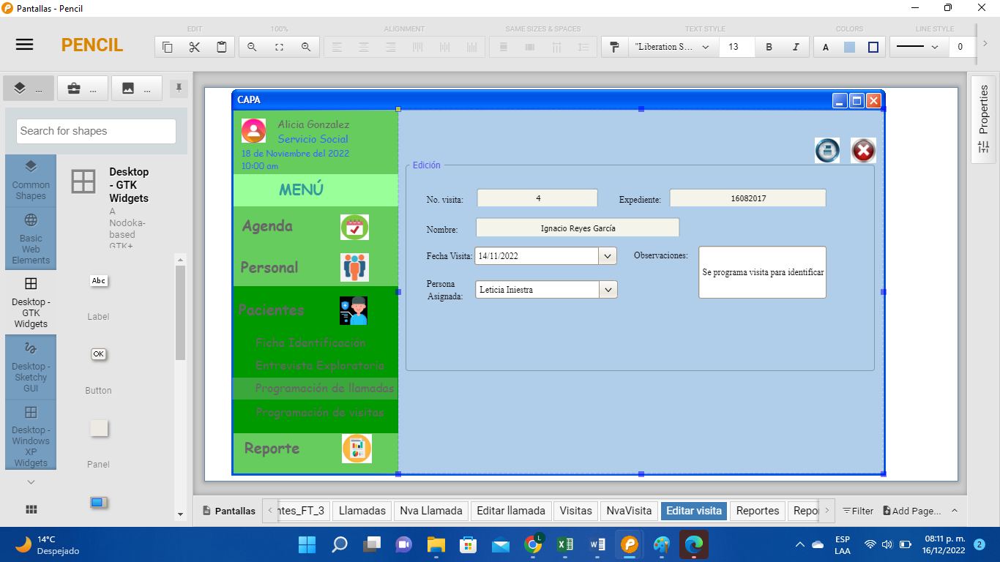 Pantallas - Pencil
PENCIL
EDIT
100%
ALIGNMENT
SAME SIZES & SPACES
TEXT STYLE
COLORS
LINE STYLE
"Liberation S...
13
B
I
A
0
...
...
...
Search for shapes
Common
Shapes
Basic
Web
Elements
Desktop -
GTK
Widgets
Desktop -
Sketchy
GUI
Desktop -
Windows
XP
Widgets
Desktop
- GTK
Widgets
A
Nodoka-
based
GTK+
Abc
Label
OK
Button
Panel
CAPA
Alicia Gonzalez
Servicio Social
18 de Noviembre del 2022
10:00 am
MENÚ
Agenda
Personal
Pacientes
Ficha Identificación
Entrevista Exploratoria
Programación de llamadas
Programación de visitas
Reporte
Edición
No. visita:
4
Expediente:
16082017
Nombre:
Ignacio Reyes García
Fecha Visita:
14/11/2022
Observaciones:
Se programa visita para identificar
Persona
Asignada:
Leticia Iniestra
Properties
Pantallas
ntes_FT_3
Llamadas
Nva Llamada
Editar llamada
Visitas
NvaVisita
Editar visita
Reportes
Repo
Filter
Add Page...
14°C
Despejado
L
ESP
LAA
08:11 p. m.
16/12/2022
2